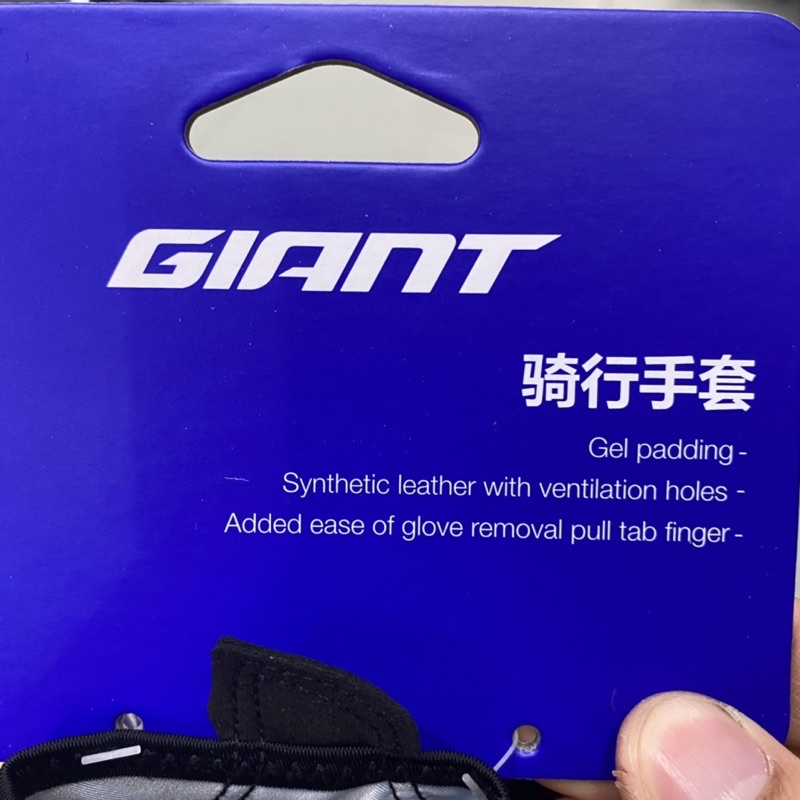 GIANT
骑行手套
Gel padding-
Synthetic leather with ventilation holes -
Added ease of glove removal pull tab finger-